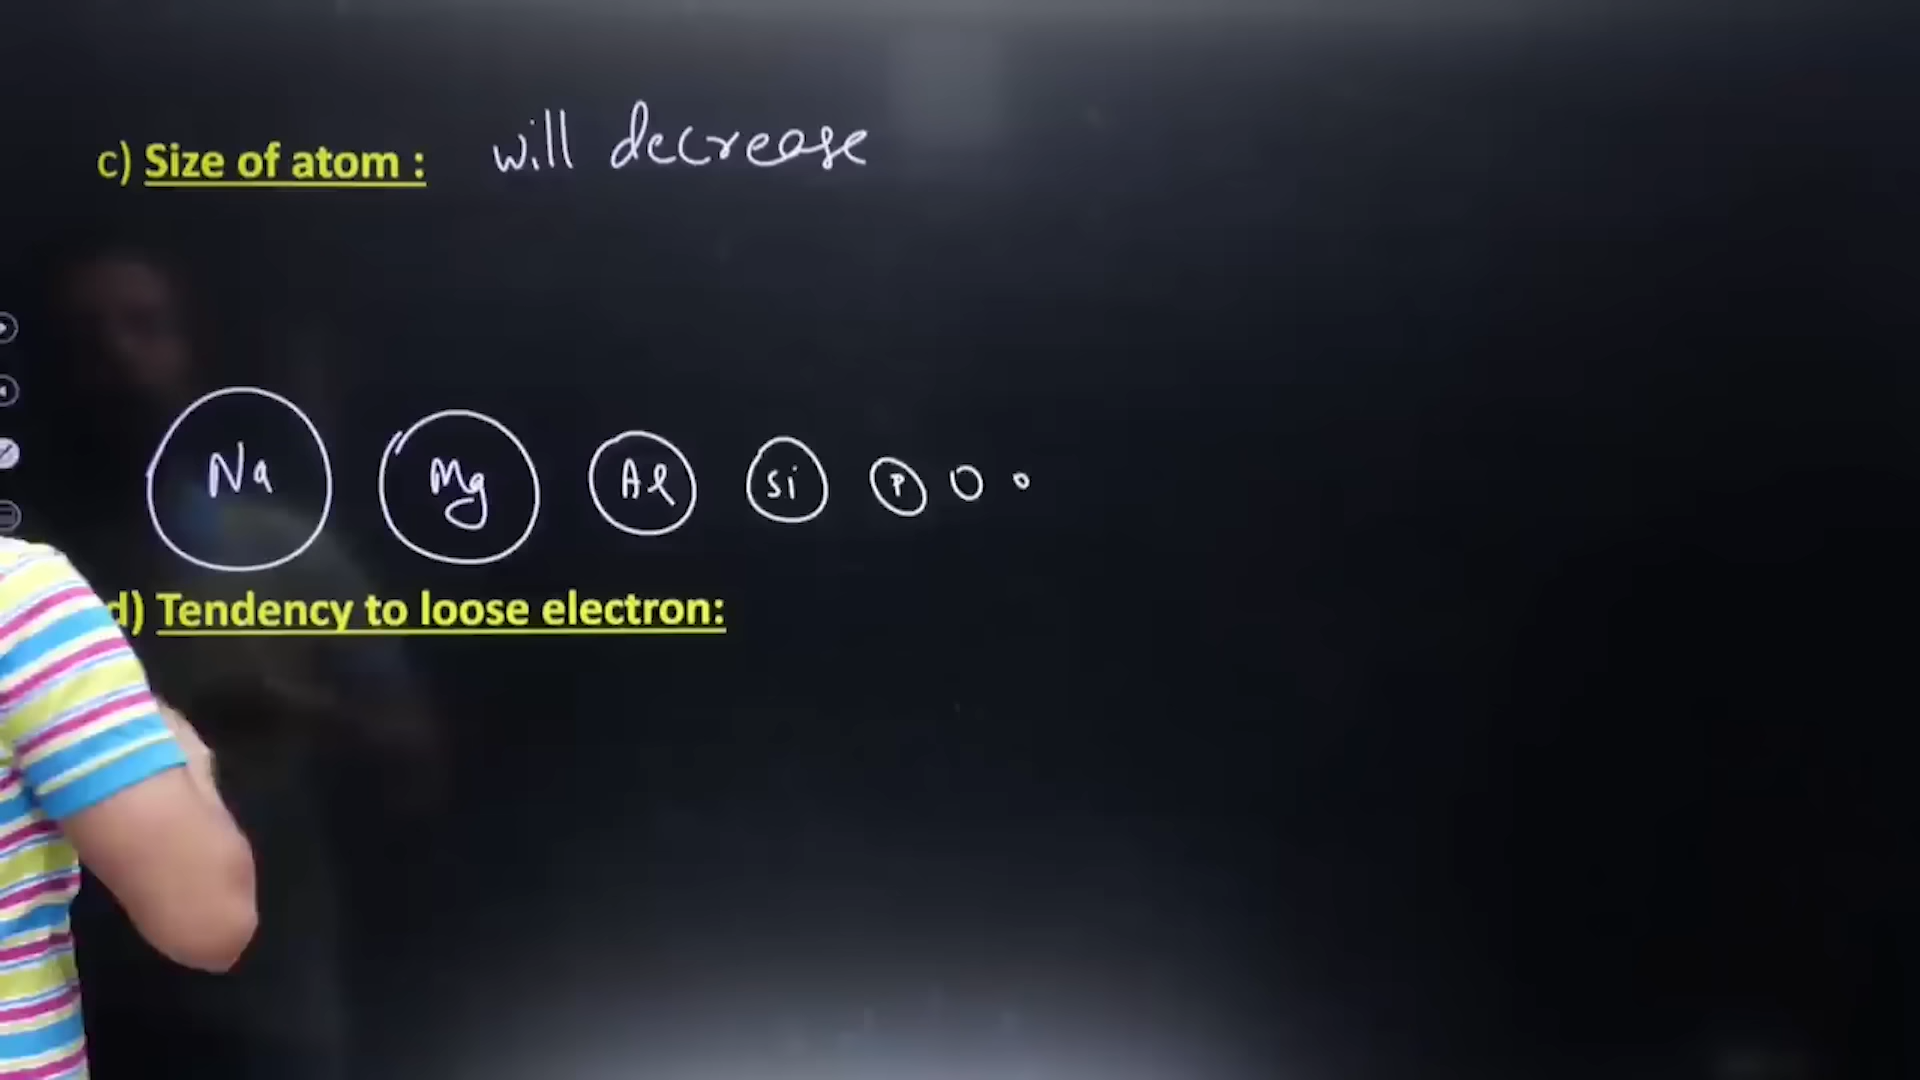 c) Size of atom : will decrease
Na Mg Al Si P
d) Tendency to loose electron: